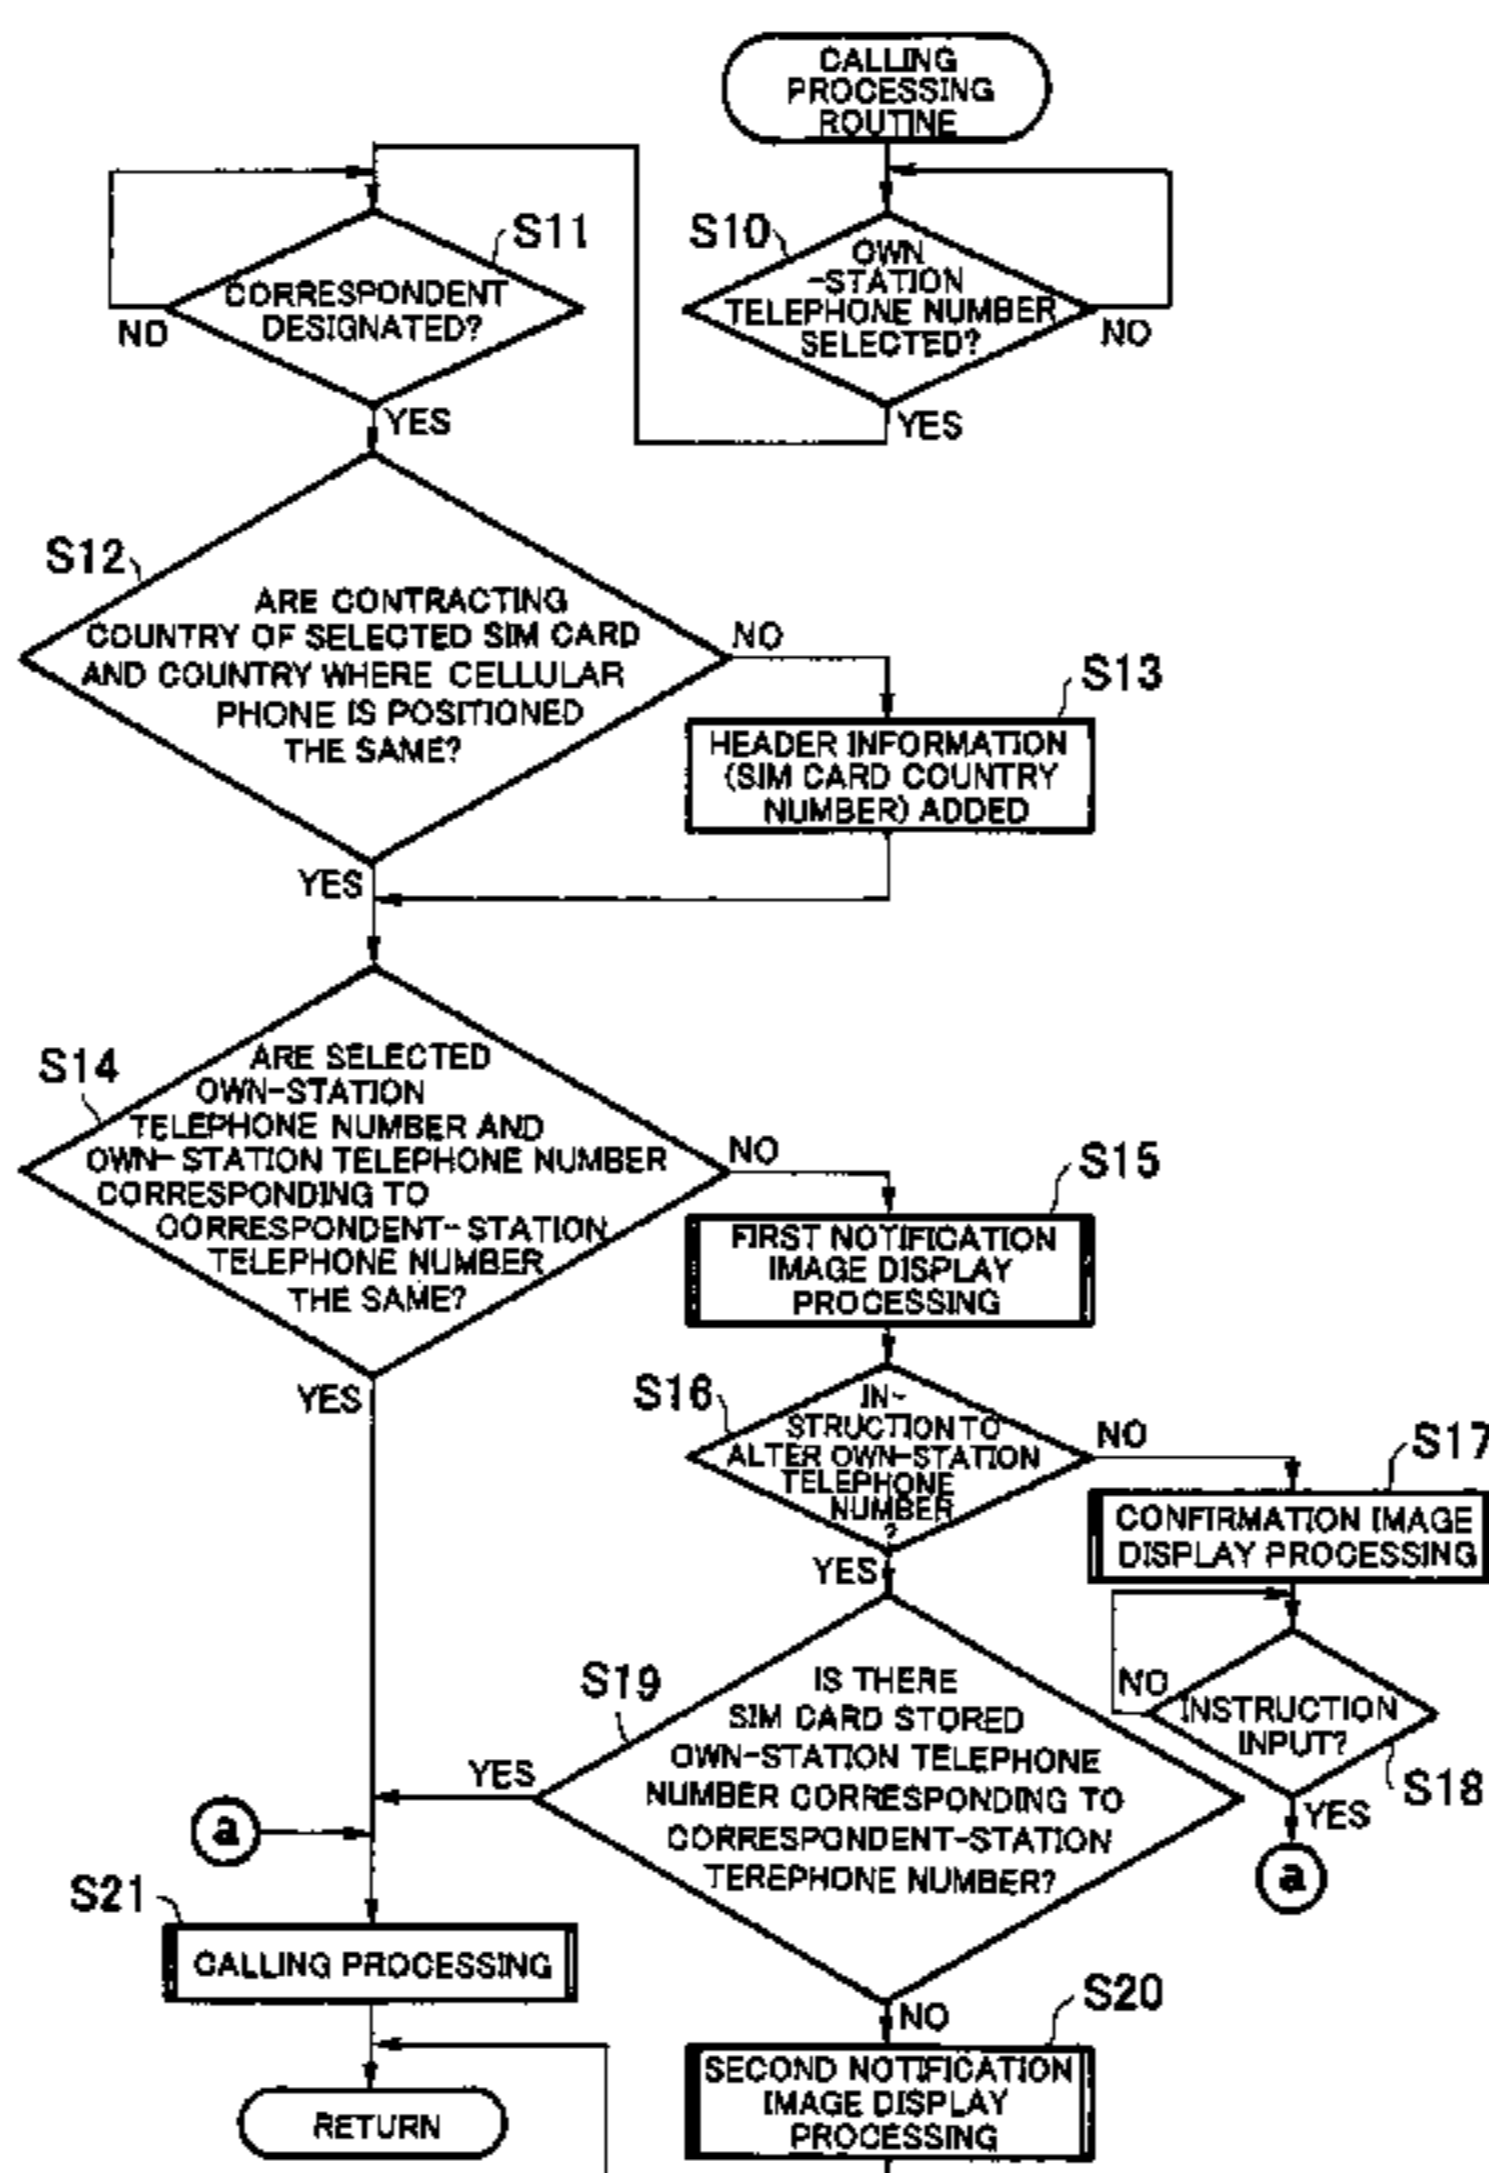 CALLING
PROCESSING
ROUTINE
S10
OWN
-STATION
TELEPHONE NUMBER
SELECTED?
NO
YES
S11
CORRESPONDENT
DESIGNATED?
NO
YES
S12
ARE CONTRACTING
COUNTRY OF SELECTED SIM CARD
AND COUNTRY WHERE CELLULAR
PHONE IS POSITIONED
THE SAME?
NO
YES
S13
HEADER INFORMATION
(SIM CARD COUNTRY
NUMBER) ADDED
S14
ARE SELECTED
OWN-STATION
TELEPHONE NUMBER AND
OWN-STATION TELEPHONE NUMBER
CORRESPONDING TO
CORRESPONDENT-STATION
TELEPHONE NUMBER
THE SAME?
NO
YES
S15
FIRST NOTIFICATION
IMAGE DISPLAY
PROCESSING
S16
IN-
STRUCTION TO
ALTER OWN-STATION
TELEPHONE
NUMBER
?
NO
YES
S17
CONFIRMATION IMAGE
DISPLAY PROCESSING
NO
INSTRUCTION
INPUT?
S18
YES
a
S19
IS THERE
SIM CARD STORED
OWN-STATION TELEPHONE
NUMBER CORRESPONDING TO
CORRESPONDENT-STATION
TEREPHONE NUMBER?
YES
NO
a
S21
CALLING PROCESSING
S20
SECOND NOTIFICATION
IMAGE DISPLAY
PROCESSING
RETURN